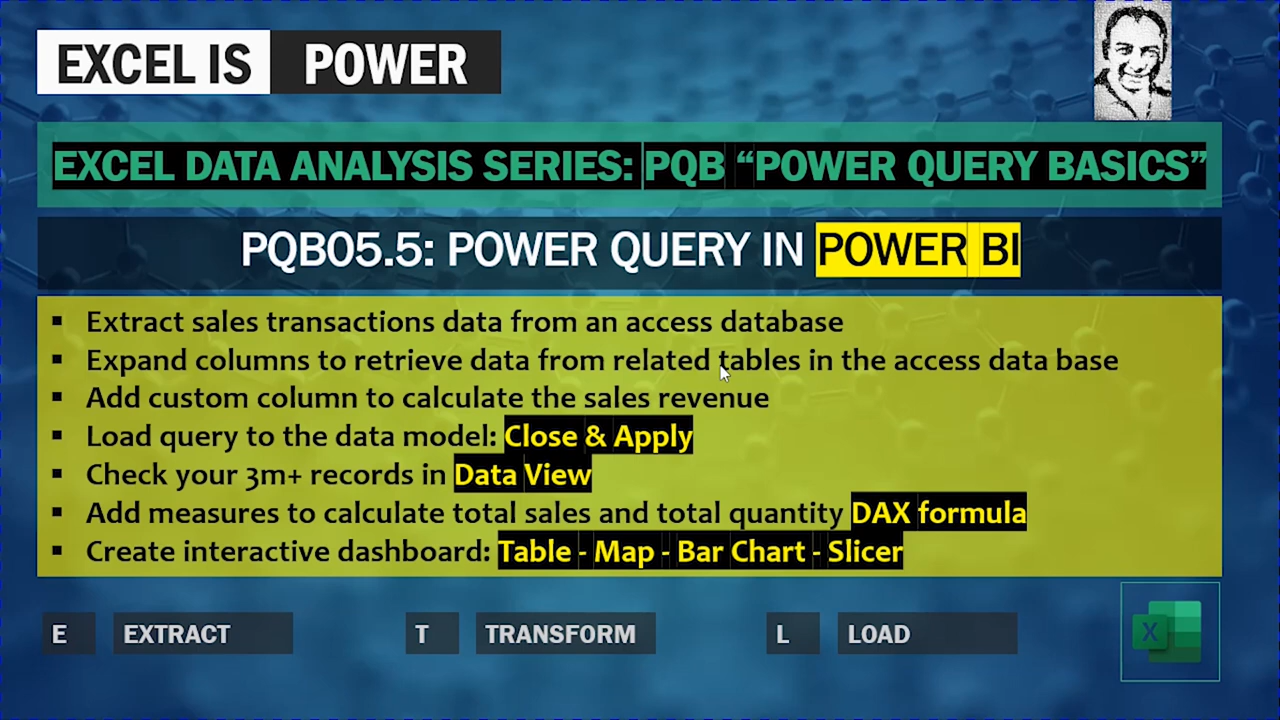 EXCEL IS POWER
EXCEL DATA ANALYSIS SERIES: PQB “POWER QUERY BASICS”
PQB05.5: POWER QUERY IN POWER BI
▪ Extract sales transactions data from an access database
▪ Expand columns to retrieve data from related tables in the access data base
▪ Add custom column to calculate the sales revenue
▪ Load query to the data model: Close & Apply
▪ Check your 3m+ records in Data View
▪ Add measures to calculate total sales and total quantity DAX formula
▪ Create interactive dashboard: Table - Map - Bar Chart - Slicer
E EXTRACT T TRANSFORM L LOAD
X